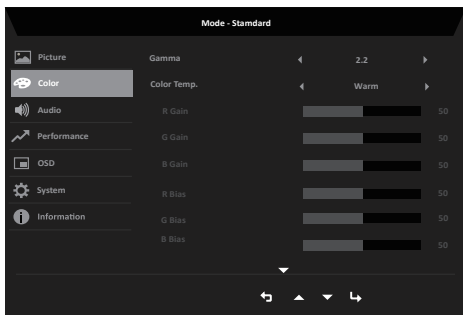 Mode - Stamdard
Picture
Gamma 2.2
Color
Color Temp. Warm
Audio
R Gain 50
Performance
G Gain 50
OSD
B Gain 50
System
R Bias 50
Information
G Bias 50
B Bias 50